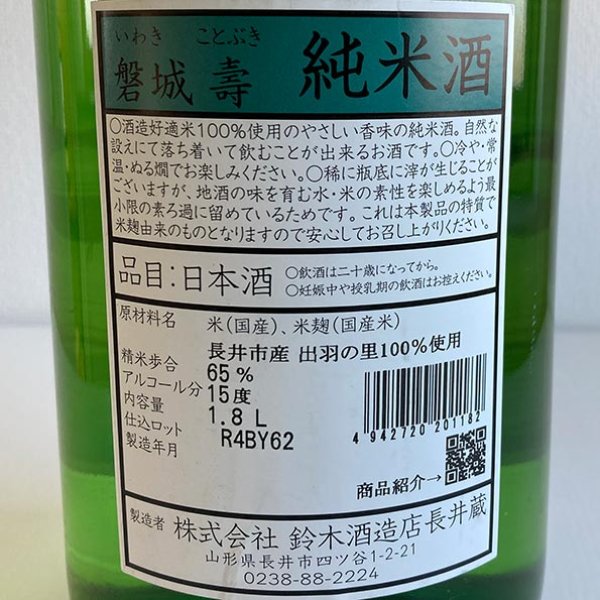 いわき ことぶき
磐城 壽 純米酒
○酒造好適米100%使用のやさしい香味の純米酒。自然な
設えにて落ち着いて飲むことが出来るお酒です。○冷や・常
温・ぬる燗でお楽しみください。○稀に瓶底に滓が生じることが
ございますが、地酒の味を育む水・米の素性を楽しめるよう最
小限の素ろ過に留めているためです。これは本製品の特質で
米麹由来のものとなりますので安心してお召し上がりください。
品目:日本酒
○飲酒は二十歳になってから。
○妊娠中や授乳期の飲酒はお控えください。
原材料名 米(国産)、米麹(国産米)
長井市産 出羽の里100%使用
精米歩合 65%
アルコール分 15度
内容量 1.8L
仕込ロット R4BY62
製造年月
4 942720 201182
商品紹介→
製造者 株式会社 鈴木酒造店長井蔵
山形県長井市四ツ谷1-2-21
0238-88-2224